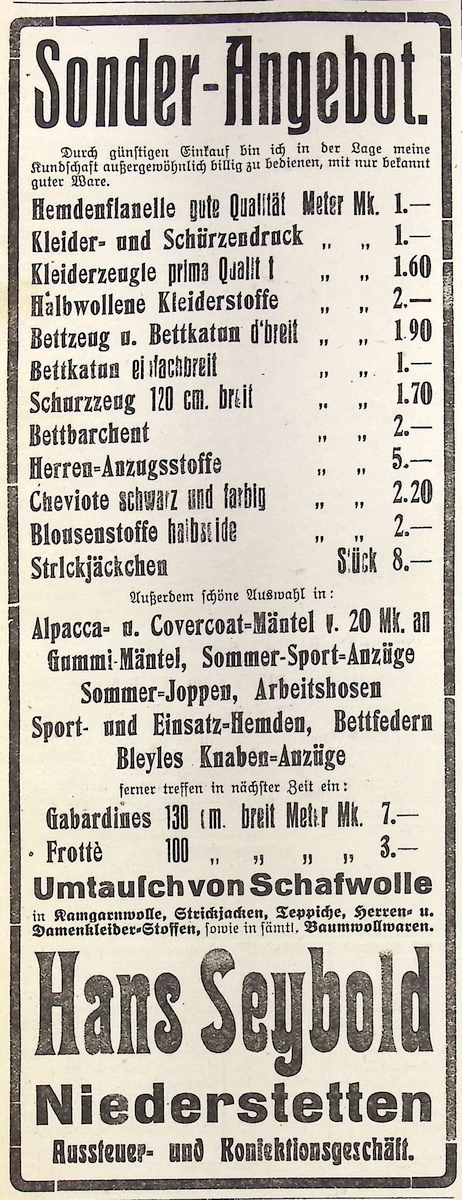 Sonder-Angebot.
Durch günstigen Einkauf bin ich in der Lage meine
Kundschaft außergewöhnlich billig zu bedienen, mit nur bekannt
guter Ware.
Hemdenflanelle gute Qualität Meter Mk. 1.—
Kleider- und Schürzendruck „ „ 1.—
Kleiderzeugle prima Qualität „ „ 1.60
Halbwollene Kleiderstoffe „ „ 2.—
Bettzeug u. Bettkatun d'breit „ „ 1.90
Bettkatun einfachbreit „ „ 1.—
Schurzzeug 120 cm. breit „ „ 1.70
Bettbarchent „ „ 2.—
Herren-Anzugsstoffe „ „ 5.—
Cheviote schwarz und farbig „ „ 2.20
Blousenstoffe halbseide „ „ 2.—
Strickjäckchen Stück 8.—
Außerdem schöne Auswahl in:
Alpacca- u. Covercoat-Mäntel v. 20 Mk. an
Gummi-Mäntel, Sommer-Sport-Anzüge
Sommer-Joppen, Arbeitshosen
Sport- und Einsatz-Hemden, Bettfedern
Bleyles Knaben-Anzüge
ferner treffen in nächster Zeit ein:
Gabardines 130 cm. breit Meter Mk. 7.—
Frottè 100 „ „ „ „ 3.—
Umtausch von Schafwolle
in Kamgarnwolle, Strickjacken, Teppiche, Herren- u.
Damenkleider-Stoffen, sowie in sämtl. Baumwollwaren.
Hans Seybold
Niederstetten
Aussteuer- und Konfektionsgeschäft.